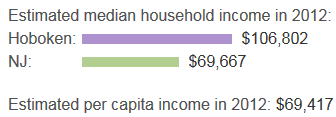 Estimated median household income in 2012:
Hoboken: $106,802
NJ: $69,667
Estimated per capita income in 2012: $69,417